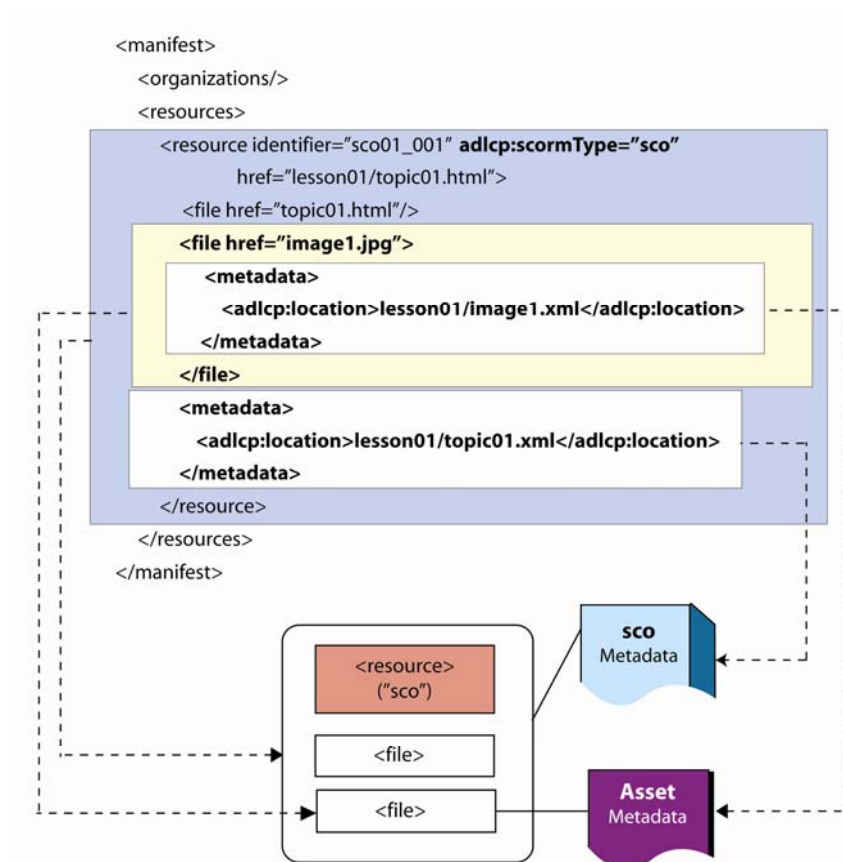 <manifest>
<organizations/>
<resources>
<resource identifier="sco01_001" adlcp:scormType="sco"
href="lesson01/topic01.html">
<file href="topic01.html"/>
<file href="image1.jpg">
<metadata>
<adlcp:location>lesson01/image1.xml</adlcp:location>
</metadata>
</file>
<metadata>
<adlcp:location>lesson01/topic01.xml</adlcp:location>
</metadata>
</resource>
</resources>
</manifest>
<resource>
("sco")
<file>
<file>
sco
Metadata
Asset
Metadata